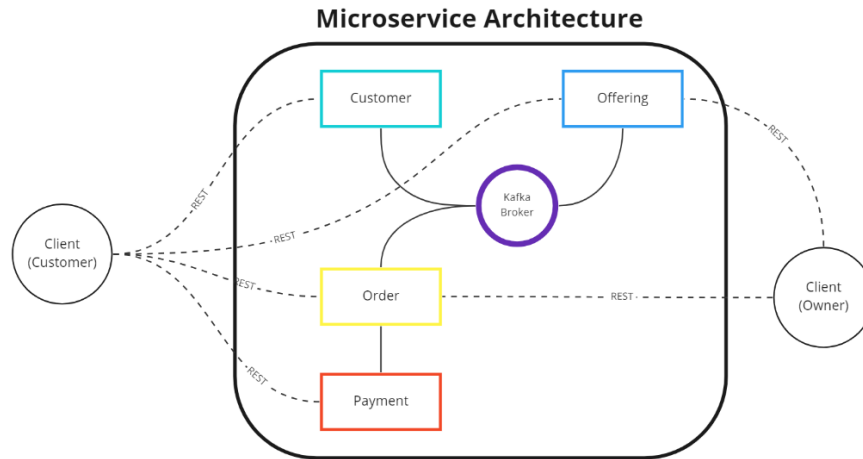 Microservice Architecture
Customer
Offering
REST
REST
Kafka
Broker
Client
(Customer)
REST
REST
Order
REST
Client
(Owner)
REST
Payment